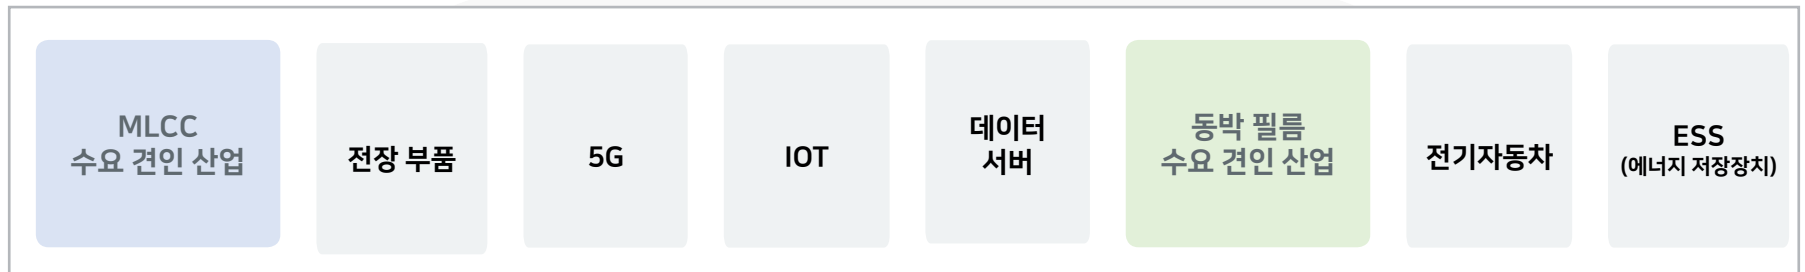 MLCC
수요 견인 산업
전장 부품
5G
IOT
데이터
서버
동박 필름
수요 견인 산업
전기자동차
ESS
(에너지 저장장치)